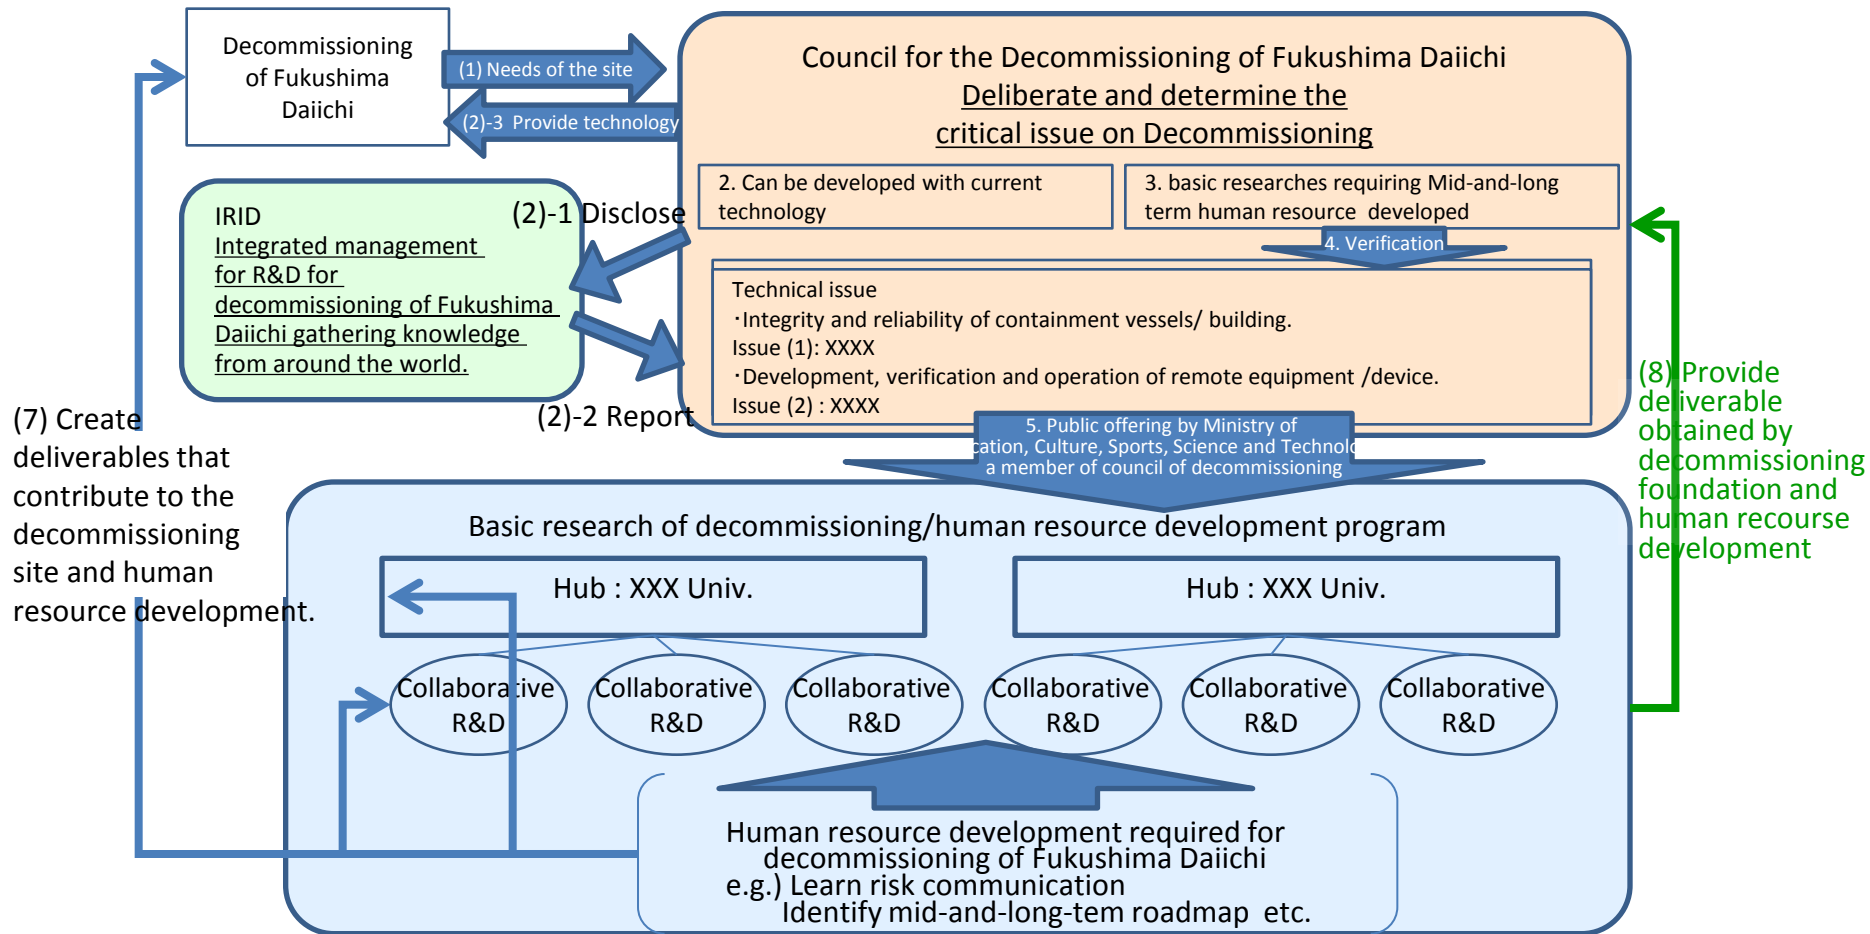 Decommissioning
of Fukushima
Daiichi
(1) Needs of the site
(2)-3 Provide technology
Council for the Decommissioning of Fukushima Daiichi
Deliberate and determine the
critical issue on Decommissioning
2. Can be developed with current
technology
3. basic researches requiring Mid-and-long
term human resource developed
4. Verification
IRID
Integrated management
for R&D for
decommissioning of Fukushima
Daiichi gathering knowledge
from around the world.
(2)-1 Disclose
(2)-2 Report
Technical issue
・Integrity and reliability of containment vessels/ building.
Issue (1): XXXX
・Development, verification and operation of remote equipment /device.
Issue (2) : XXXX
5. Public offering by Ministry of
cation, Culture, Sports, Science and Technolo
a member of council of decommissioning
(7) Create
deliverables that
contribute to the
decommissioning
site and human
resource development.
(8) Provide
deliverable
obtained by
decommissioning
foundation and
human recourse
development
Basic research of decommissioning/human resource development program
Hub : XXX Univ.
Hub : XXX Univ.
Collaborative
R&D
Collaborative
R&D
Collaborative
R&D
Collaborative
R&D
Collaborative
R&D
Collaborative
R&D
Human resource development required for
decommissioning of Fukushima Daiichi
e.g.) Learn risk communication
Identify mid-and-long-tem roadmap etc.